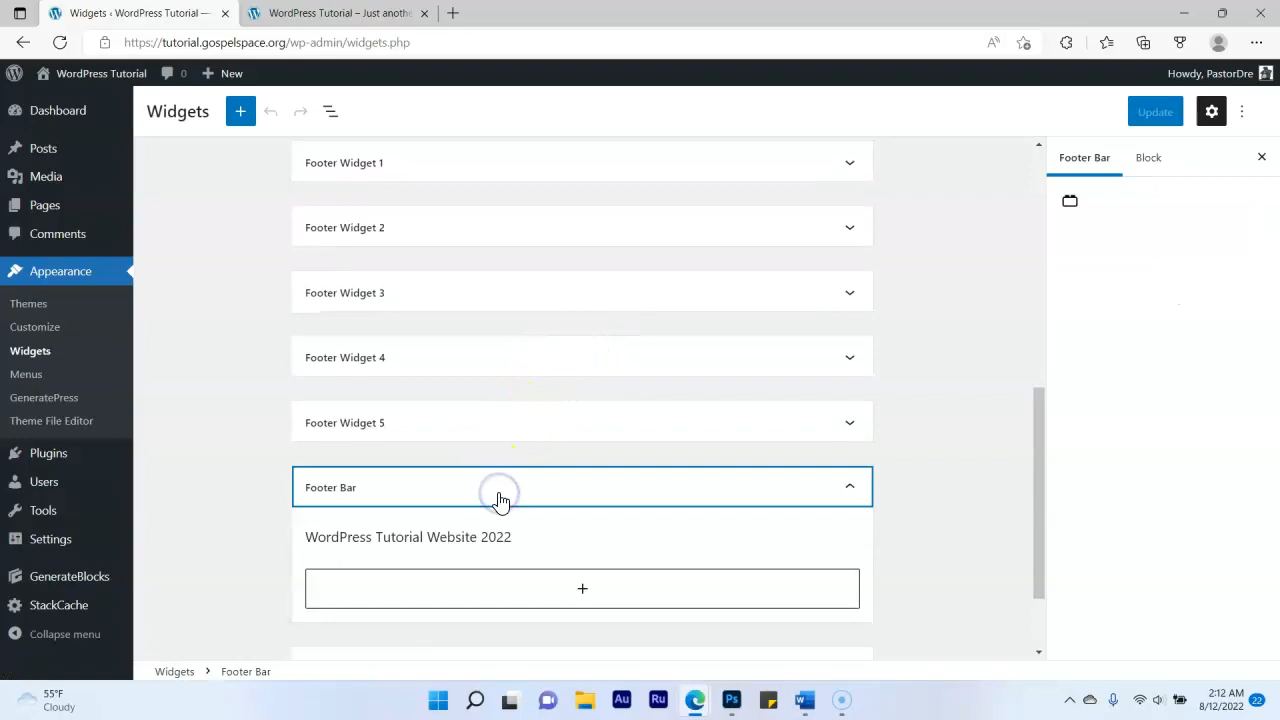 Widgets ‹ WordPress Tutorial —
WordPress Tutorial – Just anothe
https://tutorial.gospelspace.org/wp-admin/widgets.php
WordPress Tutorial
0
New
Howdy, PastorDre
Dashboard
Posts
Media
Pages
Comments
Appearance
Themes
Customize
Widgets
Menus
GeneratePress
Theme File Editor
Plugins
Users
Tools
Settings
GenerateBlocks
StackCache
Collapse menu
Widgets
Update
Footer Widget 1
Footer Widget 2
Footer Widget 3
Footer Widget 4
Footer Widget 5
Footer Bar
WordPress Tutorial Website 2022
Footer Bar
Block
Widgets > Footer Bar
55°F
Cloudy
Au
Ru
Ps
2:12 AM
8/12/2022
22